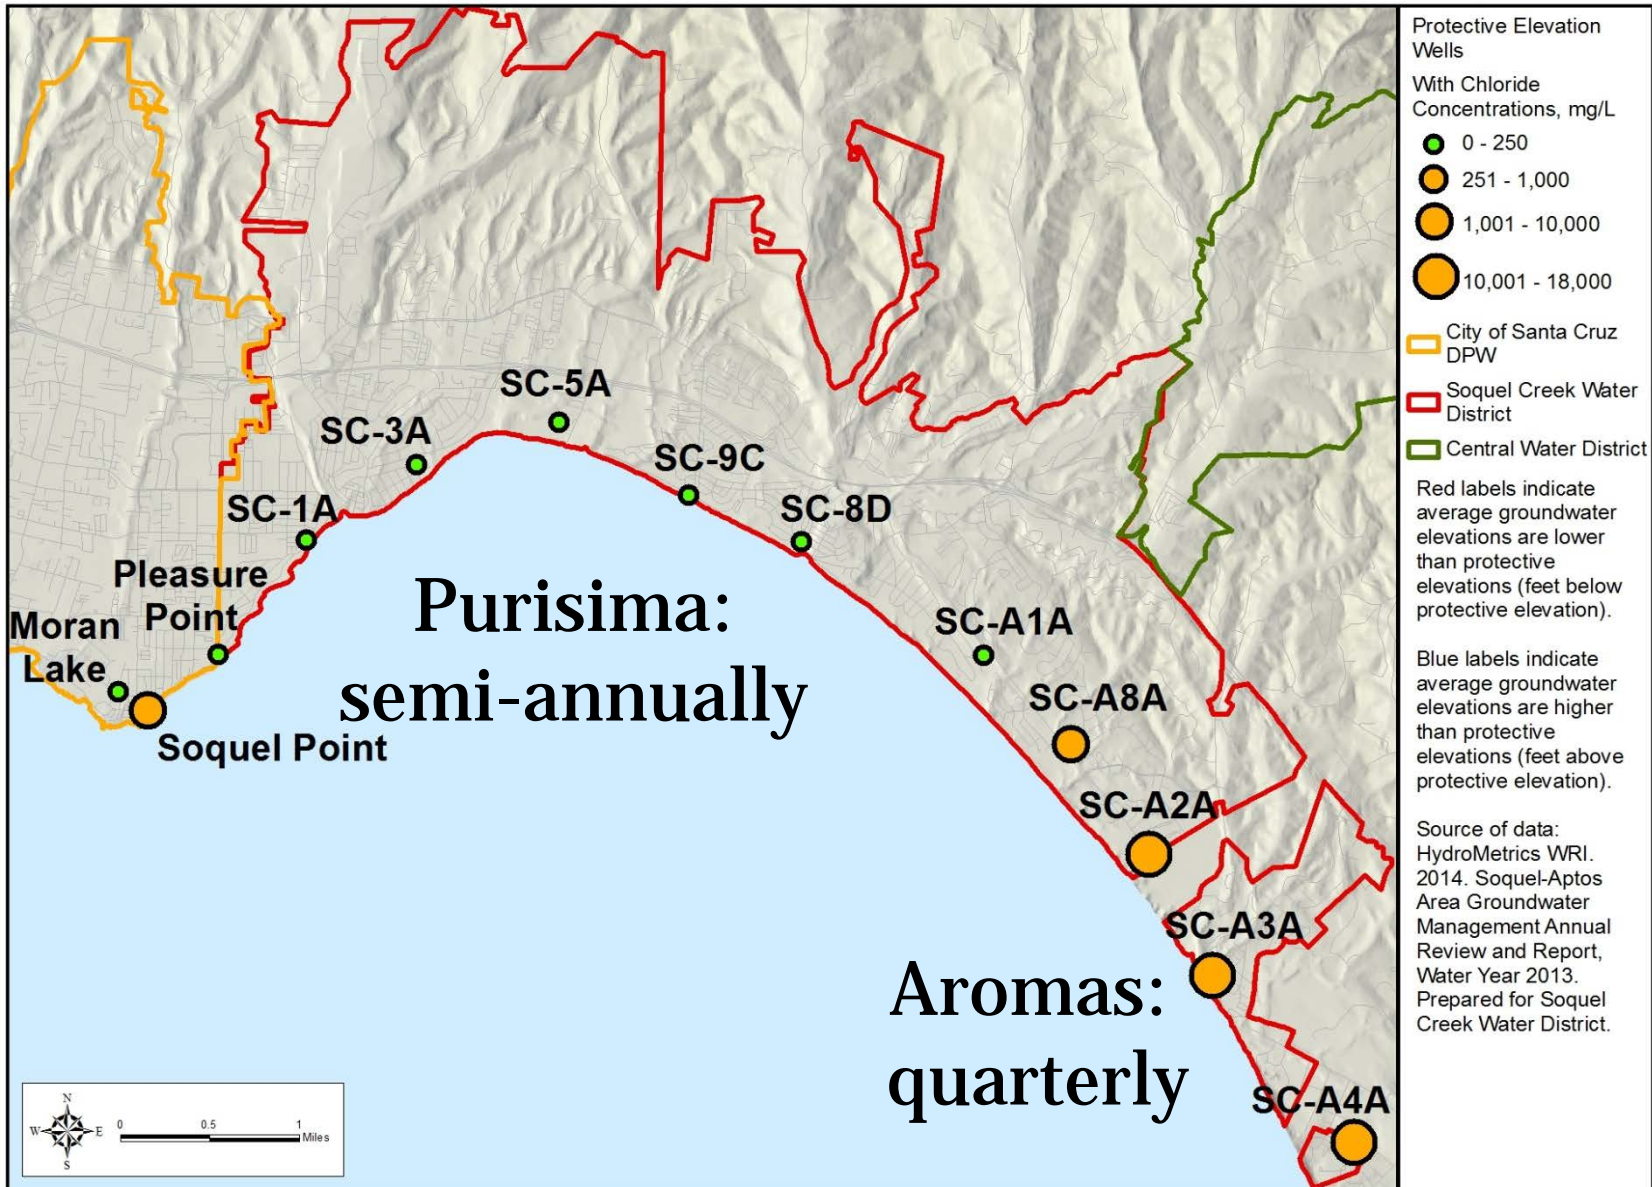 SC-5A
SC-3A
SC-9C
SC-1A
SC-8D
Pleasure
Point
Moran
Lake
Soquel Point
Purisima:
semi-annually
SC-A1A
SC-A8A
SC-A2A
SC-A3A
Aromas:
quarterly
SC-A4A
N
W
E
S
0
0.5
1
Miles
Protective Elevation
Wells
With Chloride
Concentrations, mg/L
0 - 250
251 - 1,000
1,001 - 10,000
10,001 - 18,000
City of Santa Cruz
DPW
Soquel Creek Water
District
Central Water District
Red labels indicate
average groundwater
elevations are lower
than protective
elevations (feet below
protective elevation).
Blue labels indicate
average groundwater
elevations are higher
than protective
elevations (feet above
protective elevation).
Source of data:
HydroMetrics WRI.
2014. Soquel-Aptos
Area Groundwater
Management Annual
Review and Report,
Water Year 2013.
Prepared for Soquel
Creek Water District.